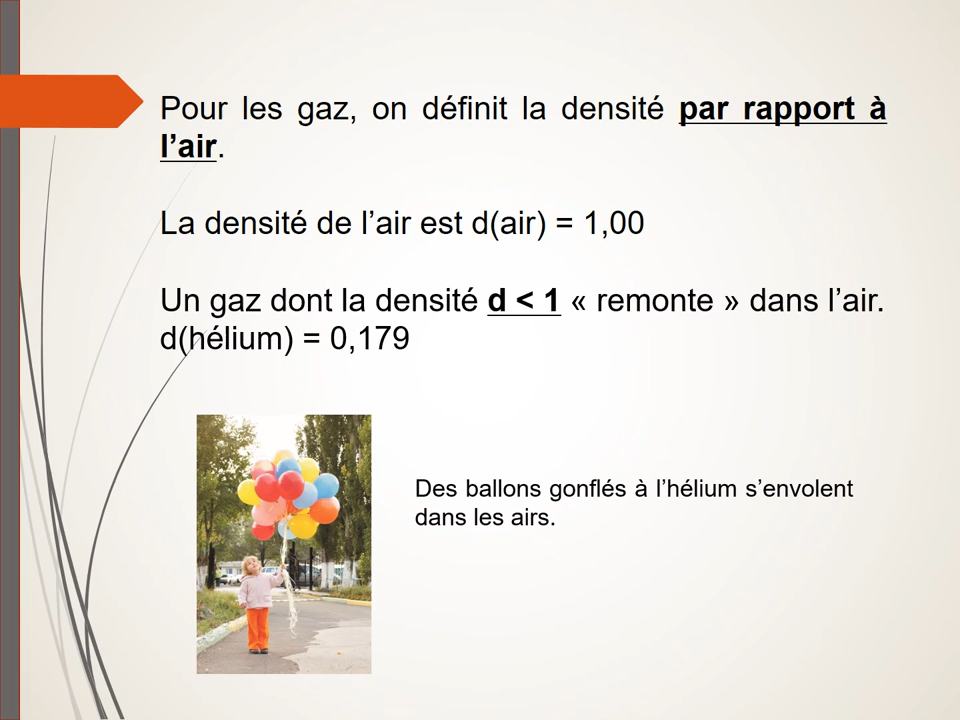 Pour les gaz, on définit la densité par rapport à
l’air.
La densité de l’air est d(air) = 1,00
Un gaz dont la densité d < 1 « remonte » dans l’air.
d(hélium) = 0,179
Des ballons gonflés à l’hélium s’envolent
dans les airs.